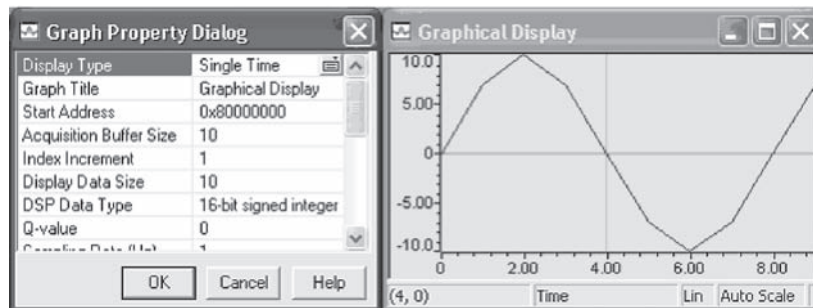 Graph Property Dialog
Display Type Single Time
Graph Title Graphical Display
Start Address 0x80000000
Acquisition Buffer Size 10
Index Increment 1
Display Data Size 10
DSP Data Type 16-bit signed integer
Q-value 0
OK Cancel Help
Graphical Display
10.0
5.00
0
-5.00
-10.0
0 2.00 4.00 6.00 8.00
(4, 0) Time Lin Auto Scale